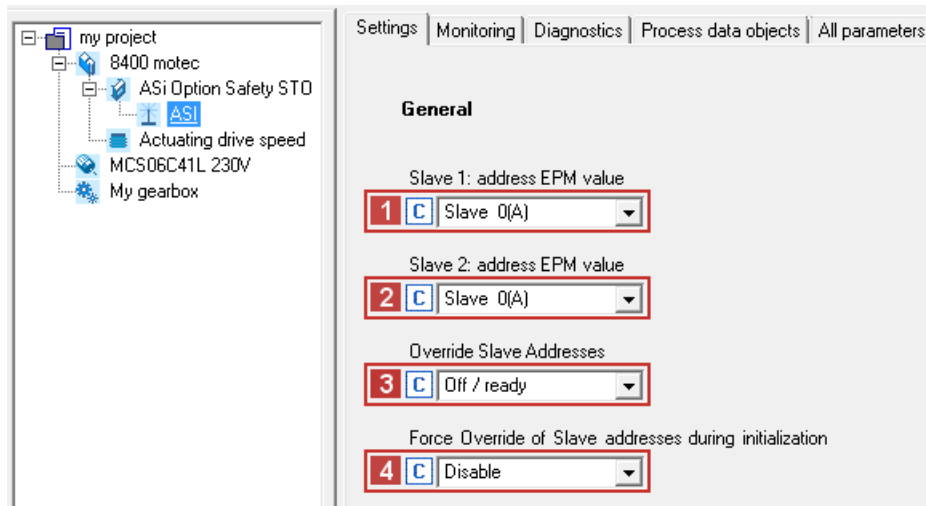 my project
8400 motec
ASi Option Safety STO
ASI
Actuating drive speed
MCS06C41L 230V
My gearbox
Settings Monitoring Diagnostics Process data objects All parameters
General
Slave 1: address EPM value
1 C Slave 0(A)
Slave 2: address EPM value
2 C Slave 0(A)
Override Slave Addresses
3 C Off / ready
Force Override of Slave addresses during initialization
4 C Disable